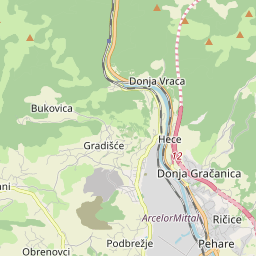 Donja Vraca
Bukovica
Hece
Gradišće
12
Donja Gračanica
ani
ArcelorMittal
Ričice
Podbrežje
Pehare
Obrenovci